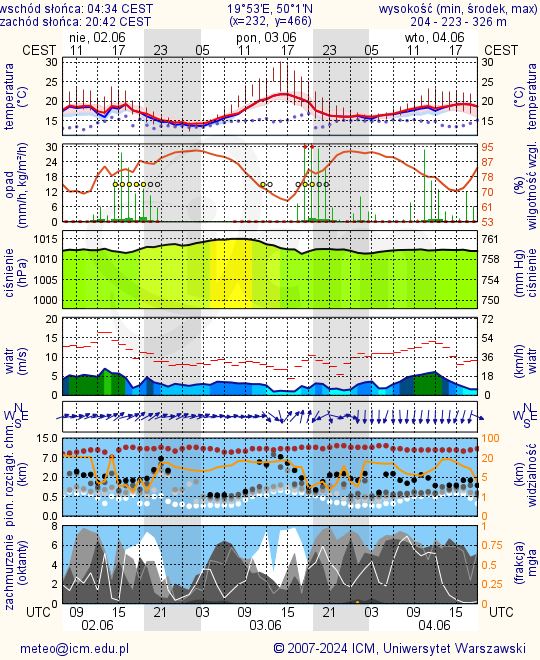 wschód słońca: 04:34 CEST 19°53'E, 50°1'N wysokość (min, środek, max)
zachód słońca: 20:42 CEST (x=232, y=466) 204 - 223 - 326 m
nie, 02.06 pon, 03.06 wto, 04.06
CEST 11 17 23 05 11 17 23 05 11 17 CEST
temperatura
(°C)
30
25
20
15
30
25
20
15
temperatura
(°C)
opad
(mm/h, kg/m²/h)
30
24
18
12
6
0
95
87
78
70
61
53
wilgotność wzgl.
(%)
ciśnienie
(hPa)
1015
1010
1005
1000
761
758
754
750
ciśnienie
(mm Hg)
wiatr
(m/s)
20
15
10
5
0
72
54
36
18
0
wiatr
(km/h)
N
W E
S
N
W E
S
pion. rozciągł. chm.
(km)
15.0
7.0
2.0
0.5
0.0
100
20
5
1
0
widzialność
(km)
zachmurzenie
(oktanty)
8
6
4
2
0
1
0.75
0.5
0.25
0
mgła
(frakcja)
UTC 09 15 21 03 09 15 21 03 09 15 UTC
02.06 03.06 04.06
meteo@icm.edu.pl © 2007-2024 ICM, Uniwersytet Warszawski